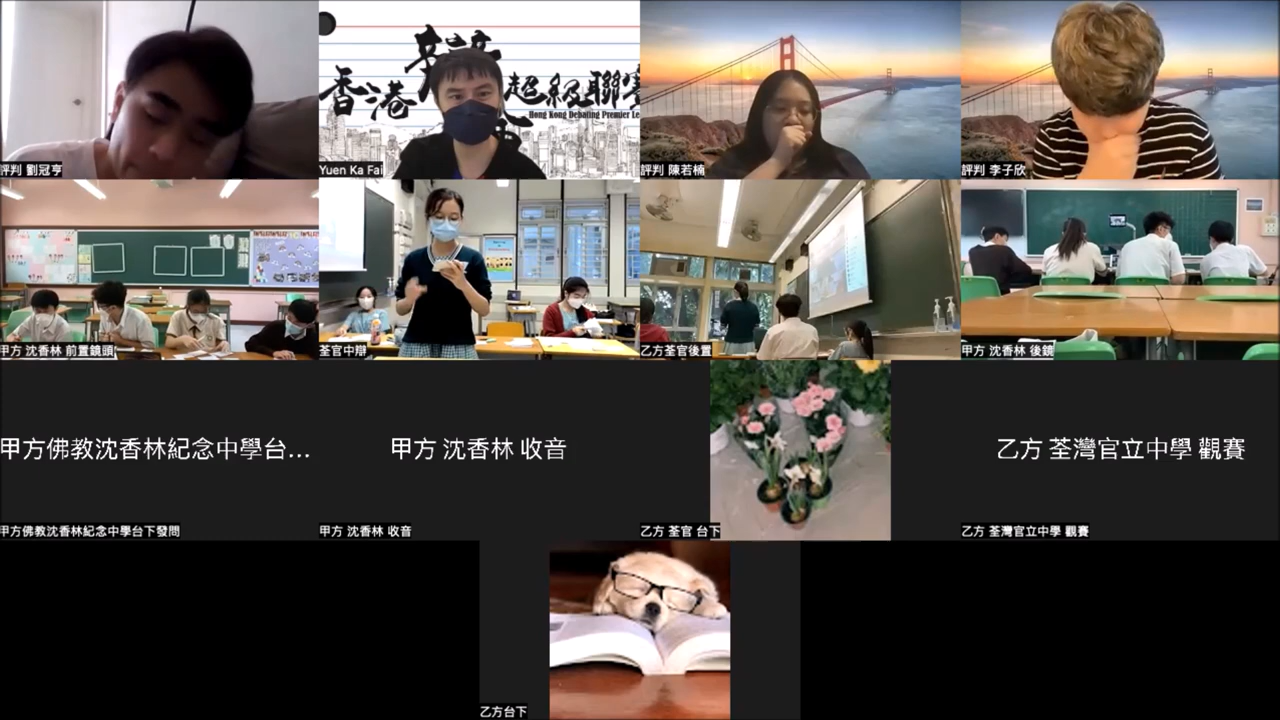 香港
辯論
超級聯賽
Hong Kong Debating Premier Le
評判 劉冠亨
Yuen Ka Fai
評判 陳若楠
評判 李子欣
甲方 沈香林 前置鏡頭
荃官中辯
乙方荃官後置
甲方 沈香林 後鏡
甲方佛教沈香林紀念中學台...
甲方 沈香林 收音
乙方 荃灣官立中學 觀賽
甲方佛教沈香林紀念中學台下發問
甲方 沈香林 收音
乙方 荃官 台下
乙方 荃灣官立中學 觀賽
乙方台下